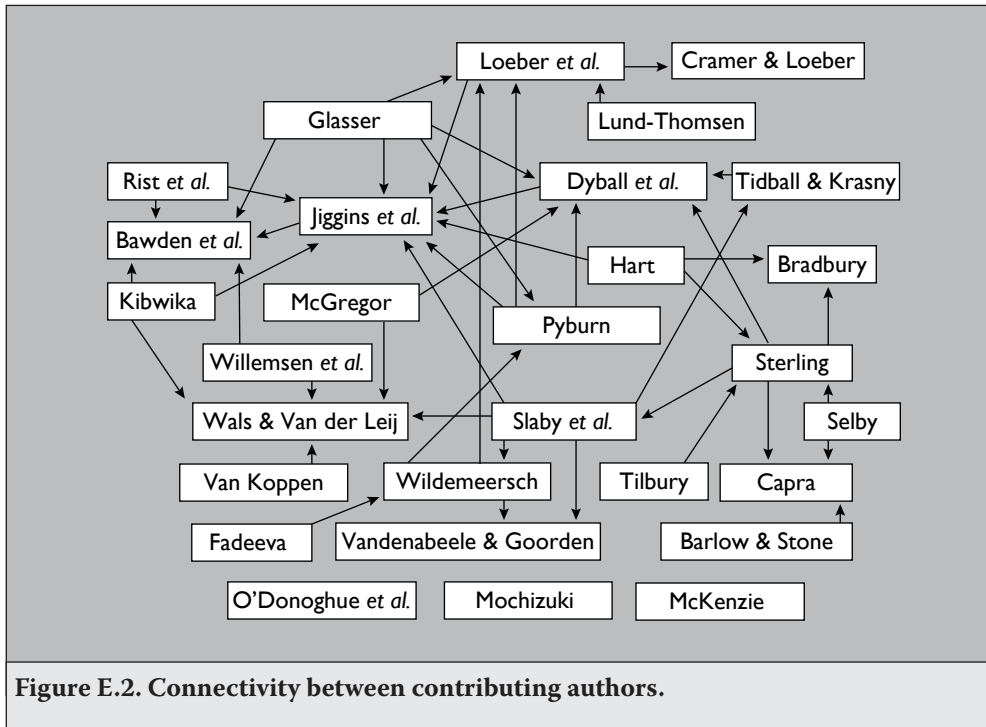 Loeber et al.
Cramer & Loeber
Glasser
Lund-Thomsen
Rist et al.
Dyball et al.
Tidball & Krasny
Jiggins et al.
Bawden et al.
Hart
Bradbury
Kibwika
McGregor
Pyburn
Willemsen et al.
Sterling
Wals & Van der Leij
Slaby et al.
Selby
Van Koppen
Wildemeersch
Tilbury
Capra
Fadeeva
Vandenabeele & Goorden
Barlow & Stone
O'Donoghue et al.
Mochizuki
McKenzie
Figure E.2. Connectivity between contributing authors.